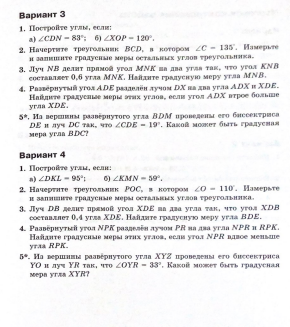 Вариант 3
1. Постройте углы, если:
а) ∠CDN = 83°; б) ∠XOP = 120°.
2. Начертите треугольник BCD, в котором ∠C = 135°. Измерьте
и запишите градусные меры остальных углов треугольника.
3. Луч NB делит прямой угол MNK на два угла так, что угол KNB
составляет 0,6 угла MNK. Найдите градусную меру угла MNB.
4. Развёрнутый угол ADE разделён лучом DX на два угла ADX и XDE.
Найдите градусные меры этих углов, если угол ADX втрое больше
угла XDE.
5*. Из вершины развёрнутого угла BDM проведены его биссектриса
DE и луч DC так, что ∠CDE = 19°. Какой может быть градусная
мера угла BDC?
Вариант 4
1. Постройте углы, если:
а) ∠DKL = 95°; б) ∠KMN = 59°.
2. Начертите треугольник POC, в котором ∠O = 110°. Измерьте
и запишите градусные меры остальных углов треугольника.
3. Луч DB делит прямой угол XDE на два угла так, что угол XDB
составляет 0,4 угла XDE. Найдите градусную меру угла BDE.
4. Развёрнутый угол NPK разделён лучом PR на два угла NPR и RPK.
Найдите градусные меры этих углов, если угол NPR вдвое меньше
угла RPK.
5*. Из вершины развёрнутого угла XYZ проведены его биссектриса
YO и луч YR так, что ∠OYR = 33°. Какой может быть градусная
мера угла XYR?